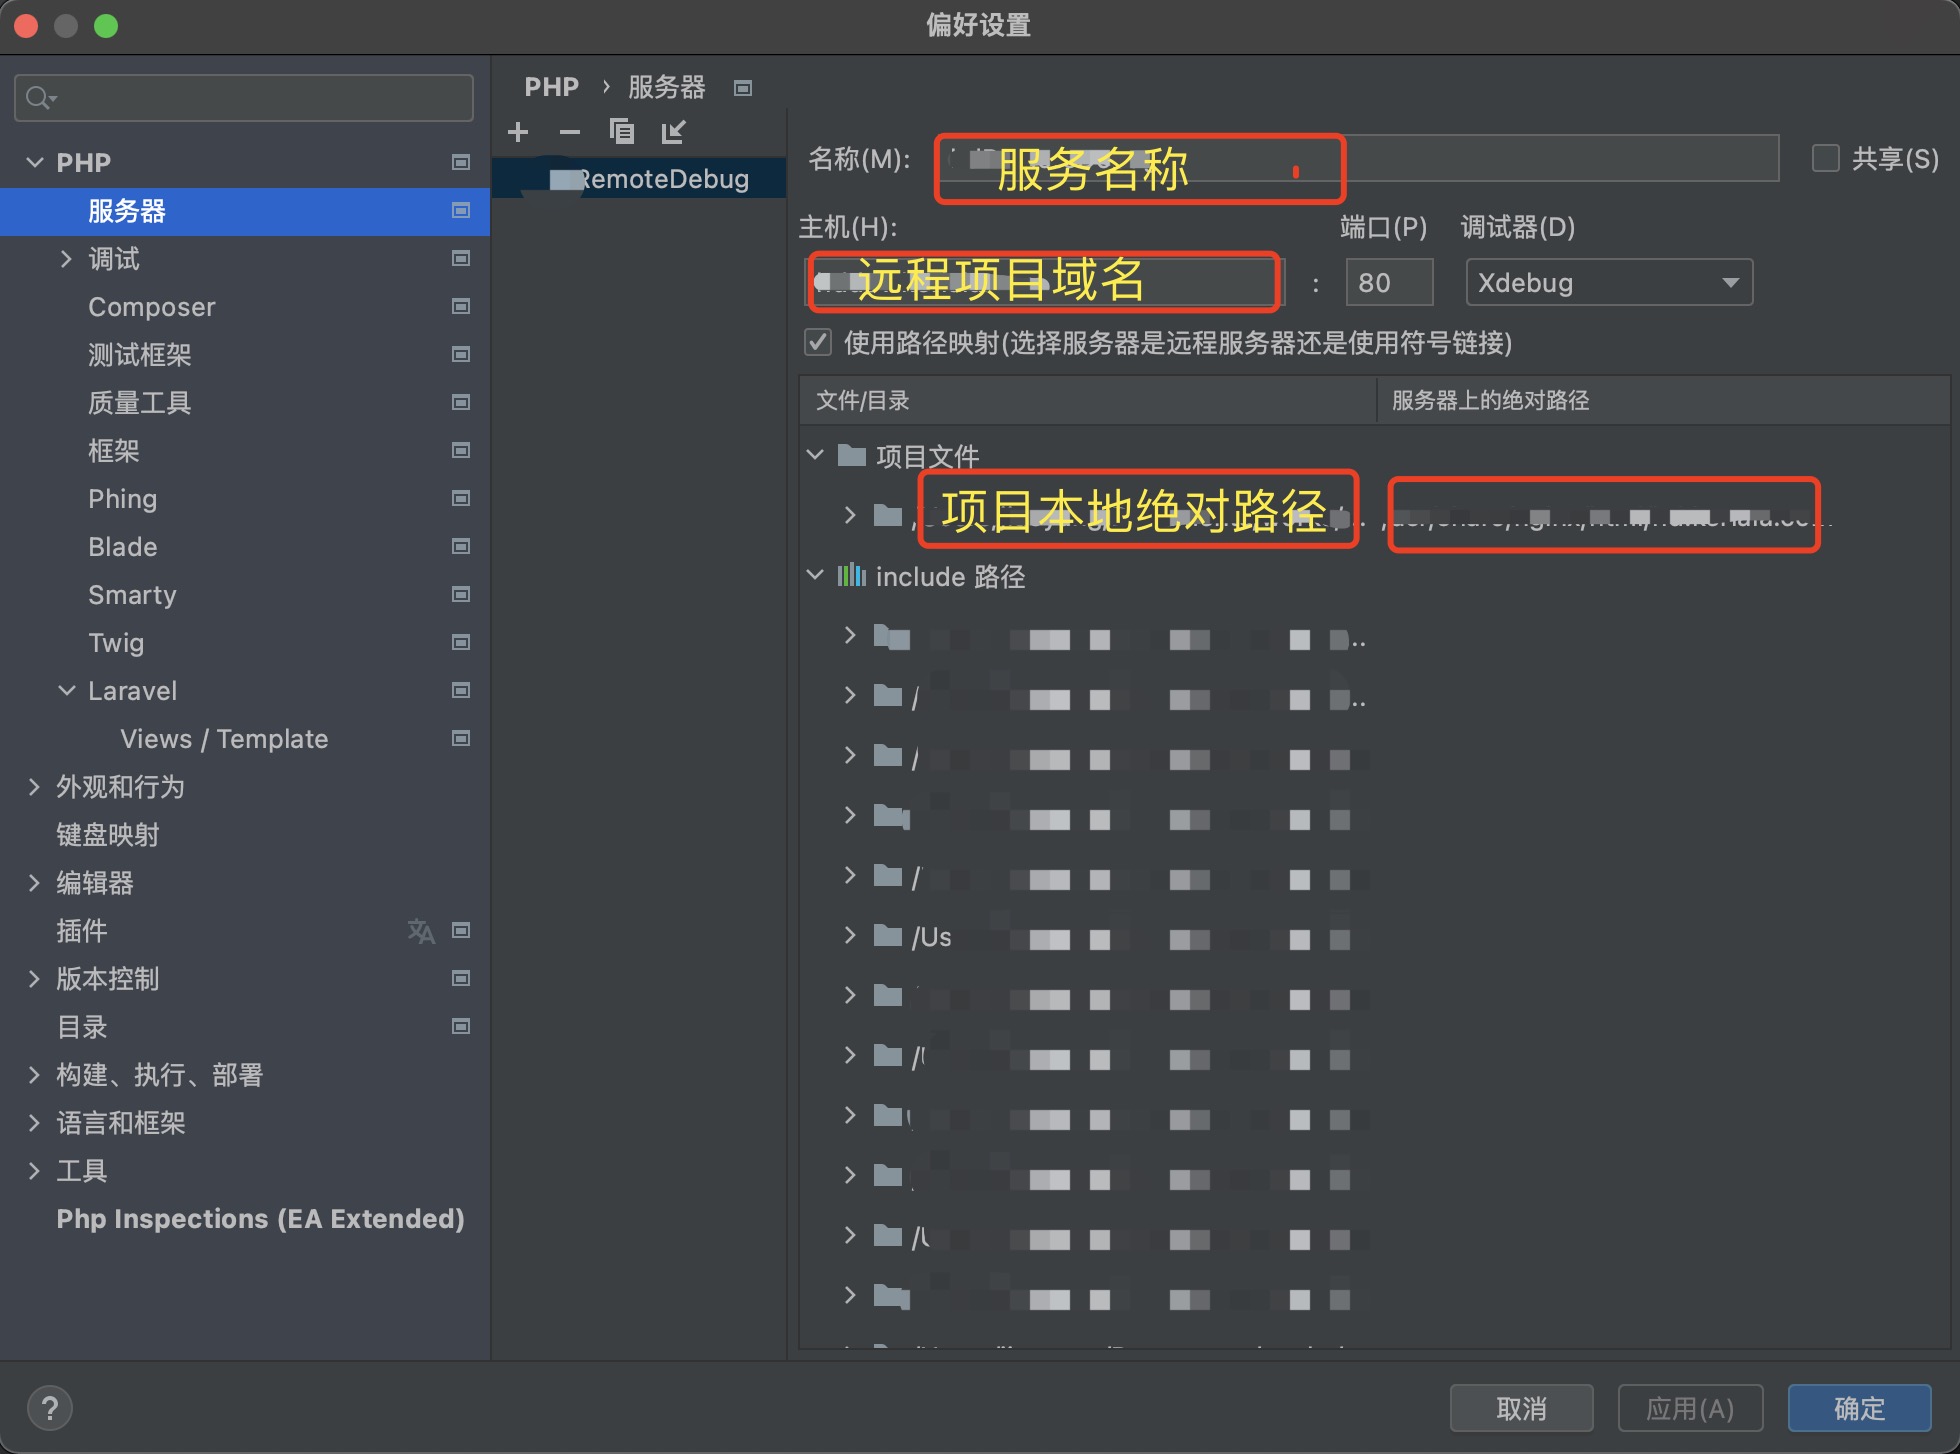 偏好设置
PHP
服务器
调试
Composer
测试框架
质量工具
框架
Phing
Blade
Smarty
Twig
Laravel
Views / Template
外观和行为
键盘映射
编辑器
插件
版本控制
目录
构建、执行、部署
语言和框架
工具
Php Inspections (EA Extended)
PHP › 服务器
RemoteDebug
名称(M):
服务名称
共享(S)
主机(H):
端口(P)
调试器(D)
远程项目域名
:
80
Xdebug
使用路径映射(选择服务器是远程服务器还是使用符号链接)
文件/目录
服务器上的绝对路径
项目文件
项目本地绝对路径
include 路径
/Us
?
取消
应用(A)
确定